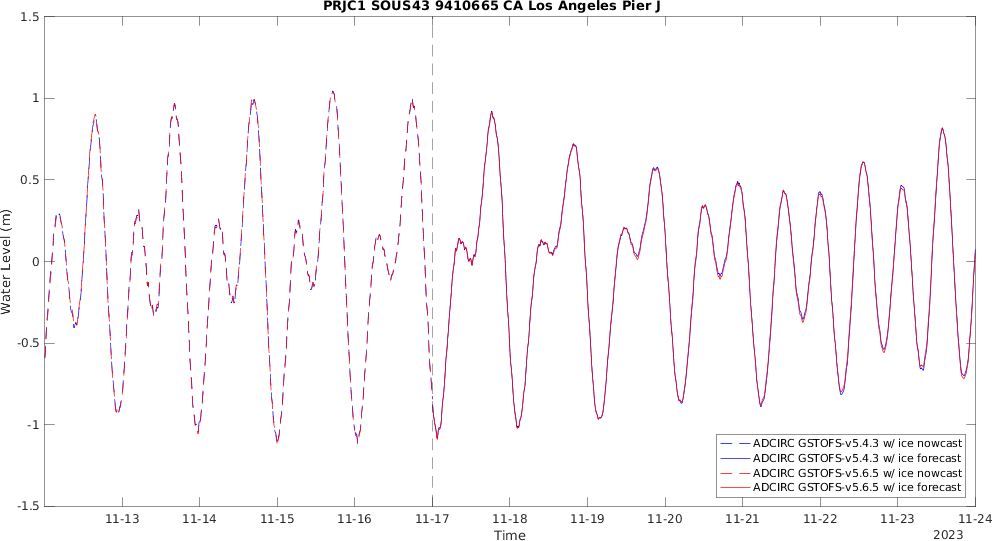 PRJC1 SOUS43 9410665 CA Los Angeles Pier J
1.5
1
0.5
0
-0.5
-1
-1.5
Water Level (m)
ADCIRC GSTOFS-v5.4.3 w/ ice nowcast
ADCIRC GSTOFS-v5.4.3 w/ ice forecast
ADCIRC GSTOFS-v5.6.5 w/ ice nowcast
ADCIRC GSTOFS-v5.6.5 w/ ice forecast
11-13 11-14 11-15 11-16 11-17 11-18 11-19 11-20 11-21 11-22 11-23 11-24
Time
2023